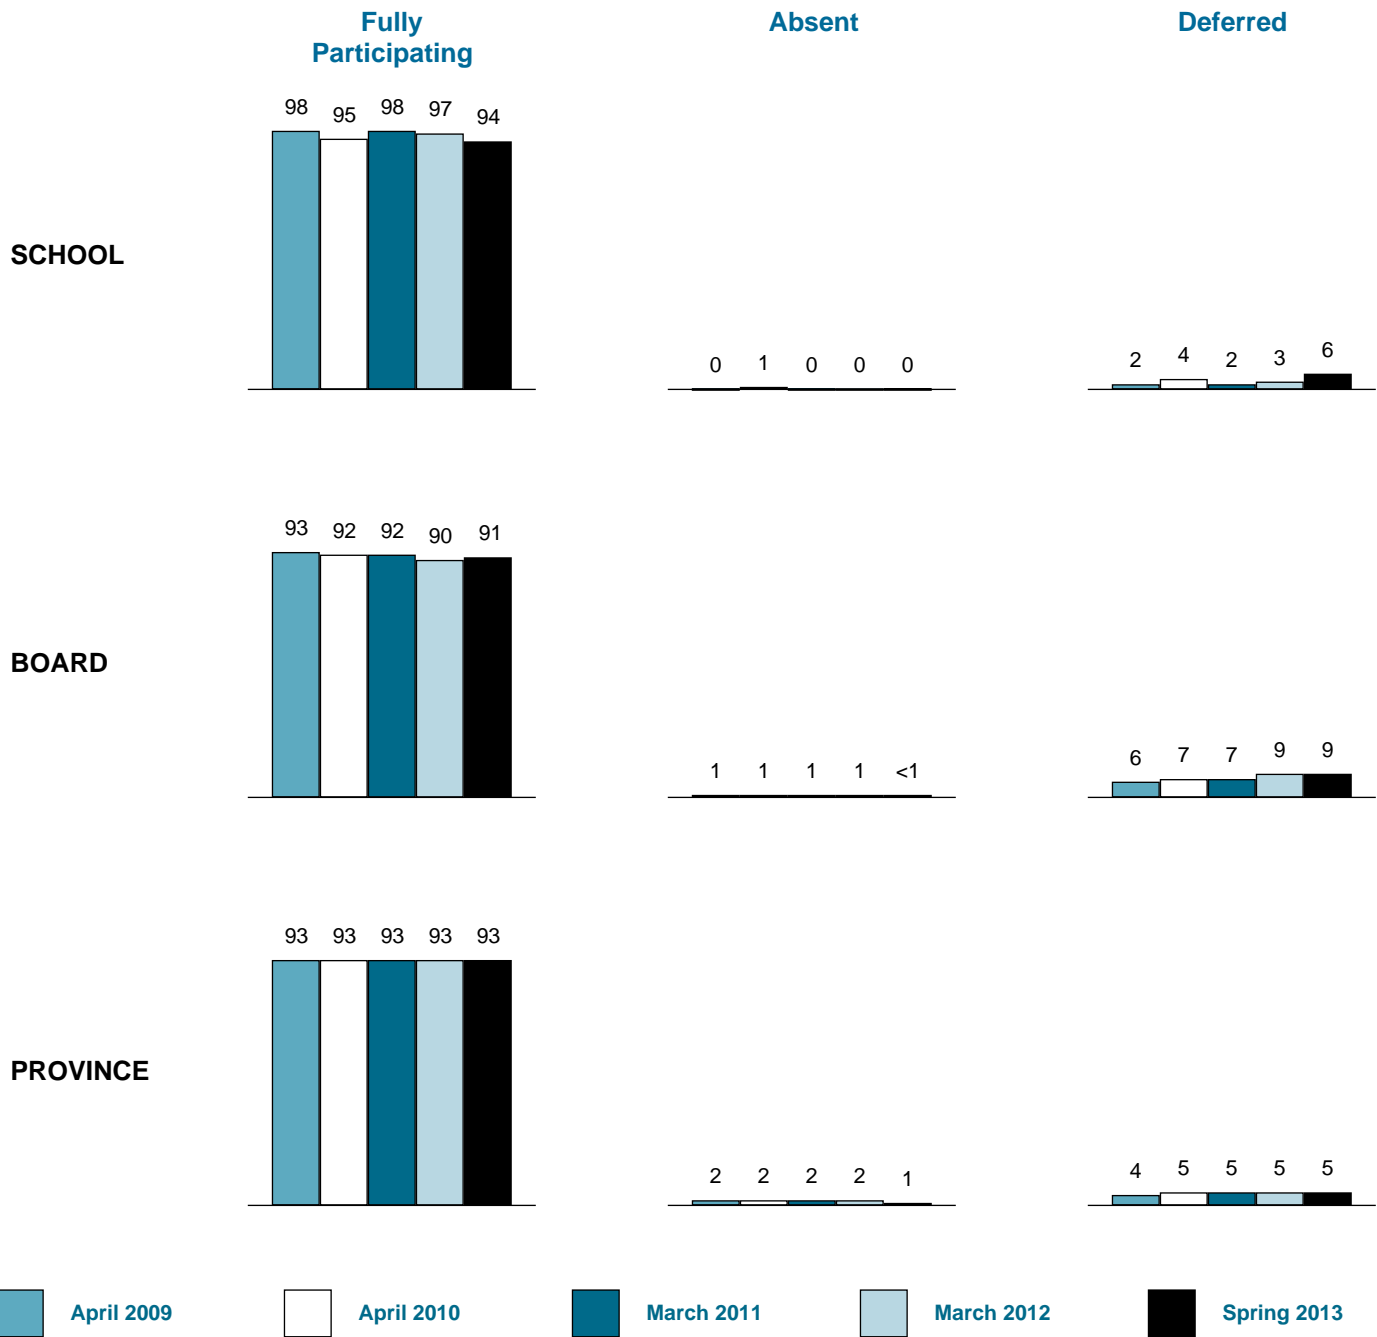 Fully
Participating
Absent
Deferred
SCHOOL
98 95 98 97 94
0 1 0 0 0
2 4 2 3 6
BOARD
93 92 92 90 91
1 1 1 1 <1
6 7 7 9 9
PROVINCE
93 93 93 93 93
2 2 2 2 1
4 5 5 5 5
April 2009 April 2010 March 2011 March 2012 Spring 2013